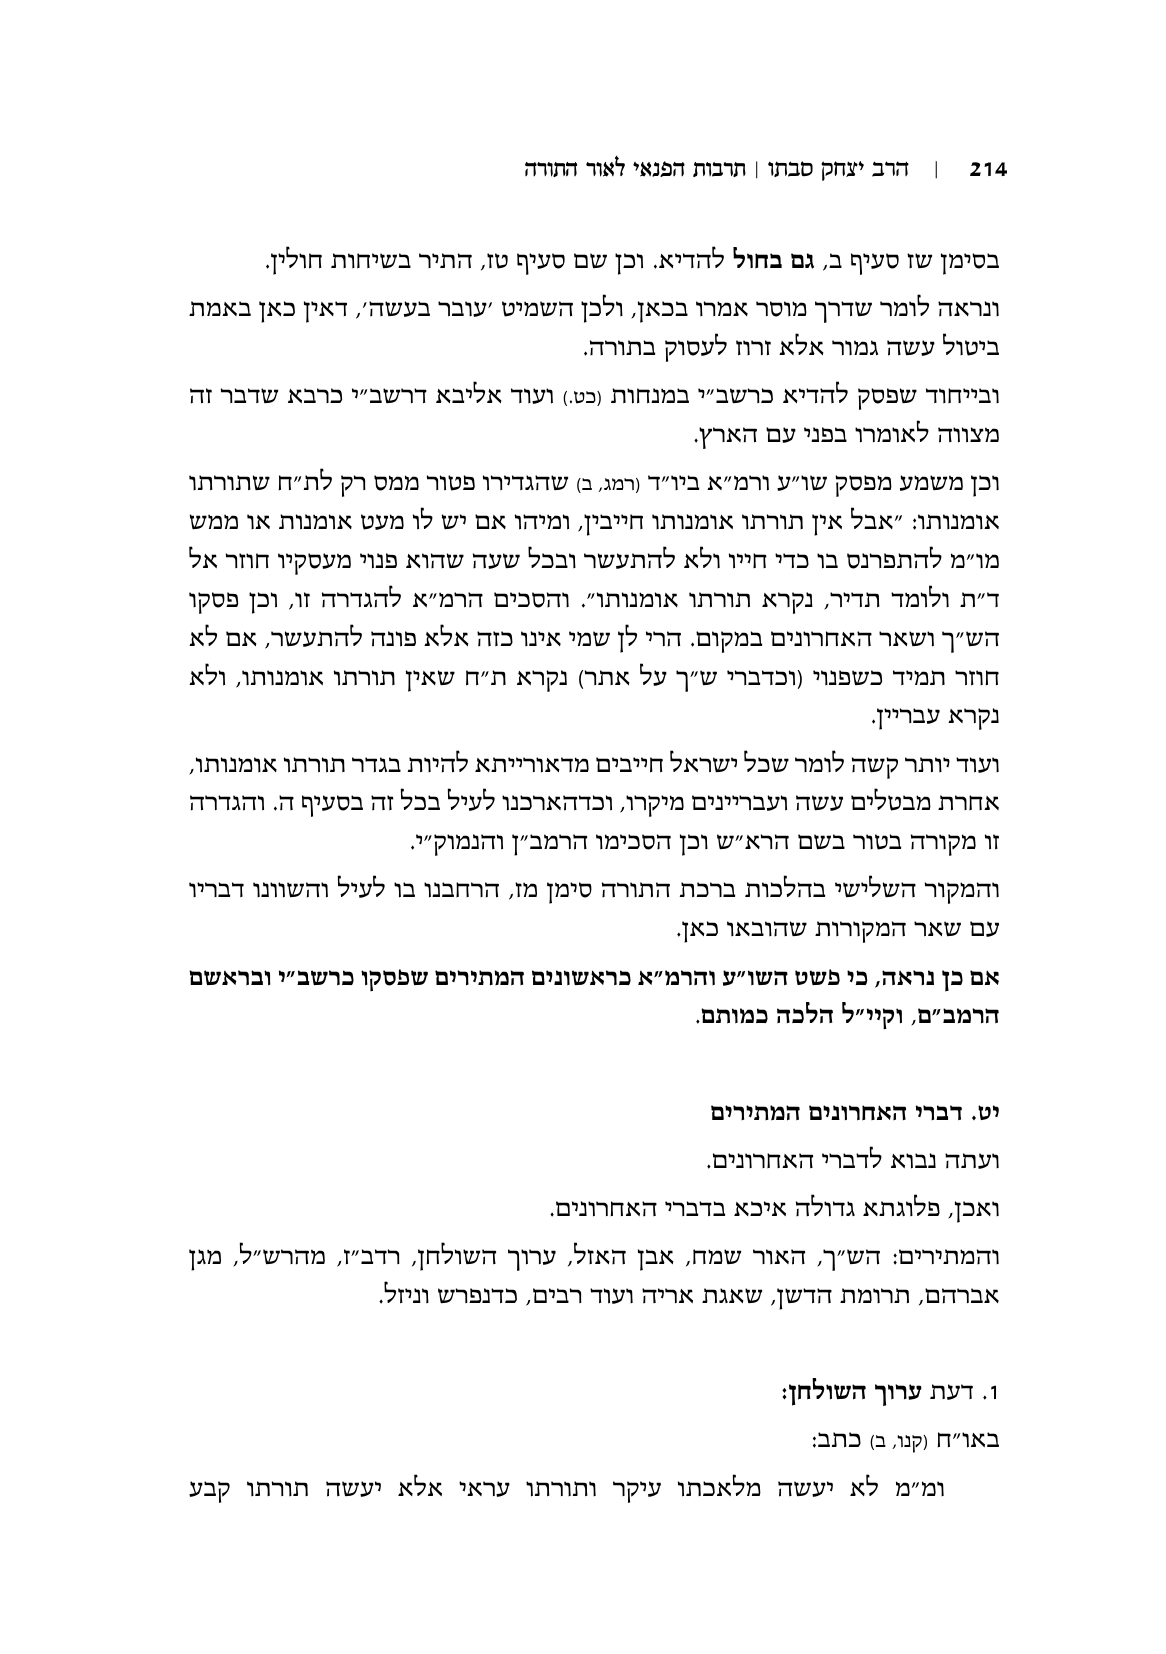 214 | הרב יצחק סבתו | תרבות הפנאי לאור התורה
בסימן שז סעיף ב, גם בחול להדיא. וכן שם סעיף טז, התיר בשיחות חולין.
ונראה לומר שדרך מוסר אמרו בכאן, ולכן השמיט ׳עובר בעשה׳, דאין כאן באמת
ביטול עשה גמור אלא זרוז לעסוק בתורה.
ובייחוד שפסק להדיא כרשב״י במנחות (כט.) ועוד אליבא דרשב״י כרבא שדבר זה
מצווה לאומרו בפני עם הארץ.
וכן משמע מפסק שו״ע ורמ״א ביו״ד (רמג, ב) שהגדירו פטור ממס רק לת״ח שתורתו
אומנותו: ״אבל אין תורתו אומנותו חייבין, ומיהו אם יש לו מעט אומנות או ממש
מו״מ להתפרנס בו כדי חייו ולא להתעשר ובכל שעה שהוא פנוי מעסקיו חוזר אל
ד״ת ולומד תדיר, נקרא תורתו אומנותו״. והסכים הרמ״א להגדרה זו, וכן פסקו
הש״ך ושאר האחרונים במקום. הרי לן שמי אינו כזה אלא פונה להתעשר, אם לא
חוזר תמיד כשפנוי (וכדברי ש״ך על אתר) נקרא ת״ח שאין תורתו אומנותו, ולא
נקרא עבריין.
ועוד יותר קשה לומר שכל ישראל חייבים מדאורייתא להיות בגדר תורתו אומנותו,
אחרת מבטלים עשה ועבריינים מיקרו, וכדהארכנו לעיל בכל זה בסעיף ה. והגדרה
זו מקורה בטור בשם הרא״ש וכן הסכימו הרמב״ן והנמוק״י.
והמקור השלישי בהלכות ברכת התורה סימן מז, הרחבנו בו לעיל והשוונו דבריו
עם שאר המקורות שהובאו כאן.
אם כן נראה, כי פשט השו״ע והרמ״א כראשונים המתירים שפסקו כרשב״י ובראשם
הרמב״ם, וקיי״ל הלכה כמותם.
יט. דברי האחרונים המתירים
ועתה נבוא לדברי האחרונים.
ואכן, פלוגתא גדולה איכא בדברי האחרונים.
והמתירים: הש״ך, האור שמח, אבן האזל, ערוך השולחן, רדב״ז, מהרש״ל, מגן
אברהם, תרומת הדשן, שאגת אריה ועוד רבים, כדנפרש וניזל.
1. דעת ערוך השולחן:
באו״ח (קנו, ב) כתב:
ומ״מ לא יעשה מלאכתו עיקר ותורתו עראי אלא יעשה תורתו קבע